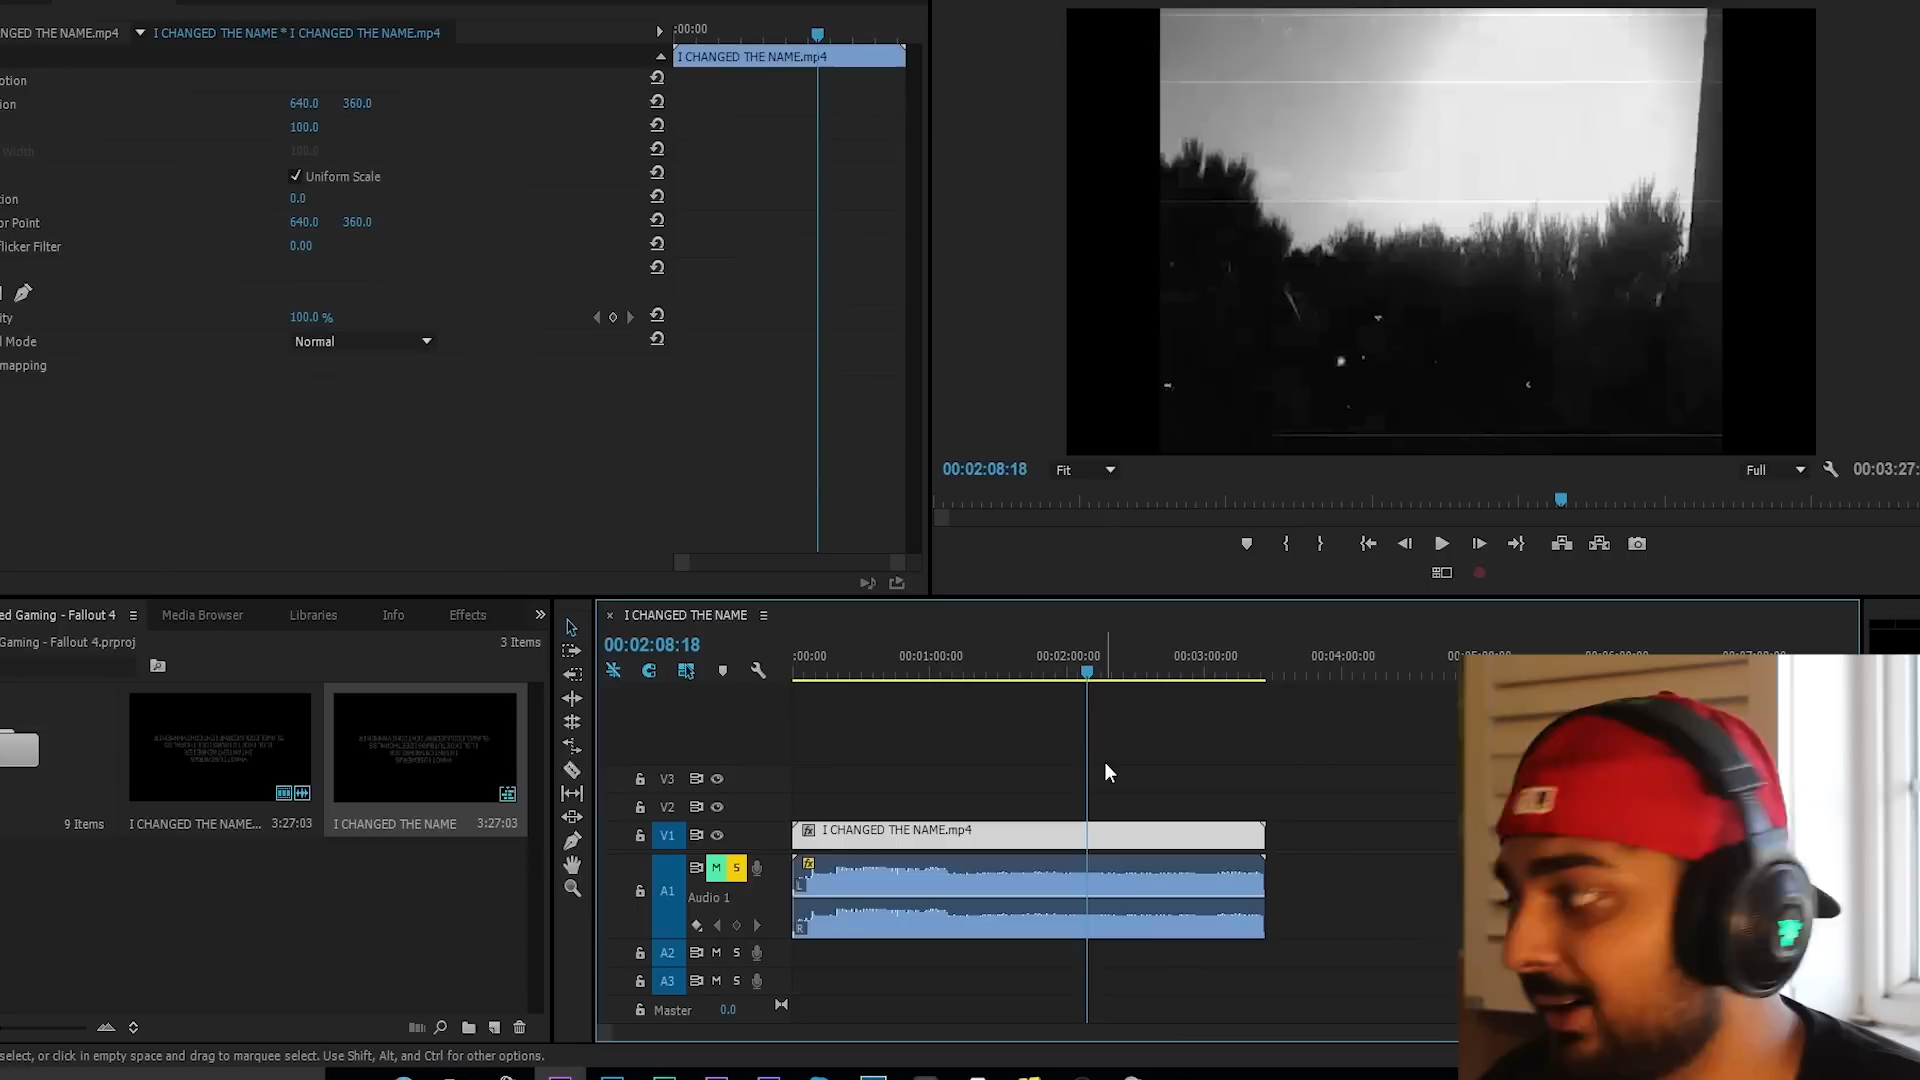 NGED THE NAME.mp4
I CHANGED THE NAME * I CHANGED THE NAME.mp4
:00:00
I CHANGED THE NAME.mp4
otion
ion
640.0 360.0
100.0
Width
100.0
Uniform Scale
tion
0.0
or Point
640.0 360.0
licker Filter
0.00
ity
100.0 %
l Mode
Normal
mapping
00:02:08:18
Fit
Full
00:03:27:
ed Gaming - Fallout 4
Media Browser
Libraries
Info
Effects
Gaming - Fallout 4.prproj
3 Items
9 Items
I CHANGED THE NAME... 3:27:03
I CHANGED THE NAME 3:27:03
select, or click in empty space and drag to marquee select. Use Shift, Alt, and Ctrl for other options.
I CHANGED THE NAME
00:02:08:18
:00:00
00:01:00:00
00:02:00:00
00:03:00:00
00:04:00:00
V3
V2
V1
I CHANGED THE NAME.mp4
A1
M S
Audio 1
L
R
A2 M S
A3 M S
Master 0.0